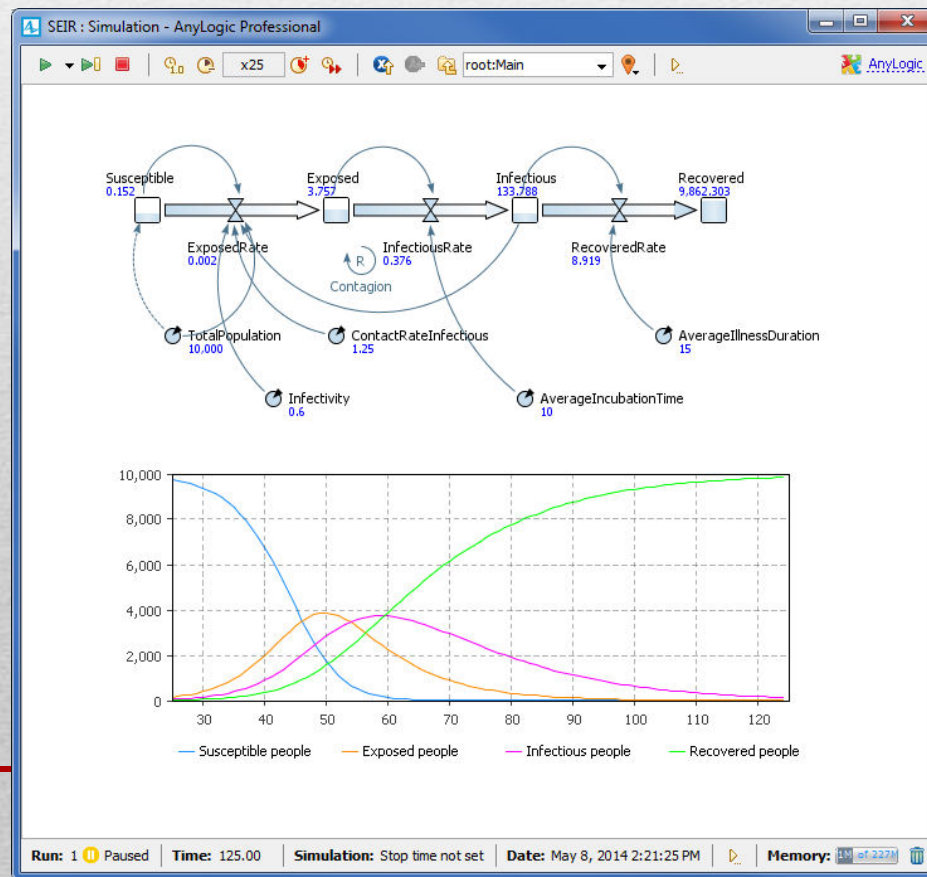 SEIR : Simulation - AnyLogic Professional
1.0 x25 root:Main AnyLogic
Susceptible Exposed Infectious Recovered
0.152 3.757 133.788 9,862.303
ExposedRate InfectiousRate RecoveredRate
0.002 R 0.376 8.919
Contagion
TotalPopulation ContactRateInfectious AverageIllnessDuration
10,000 1.25 15
Infectivity AverageIncubationTime
0.6 10
10,000
8,000
6,000
4,000
2,000
0
30 40 50 60 70 80 90 100 110 120
Susceptible people Exposed people Infectious people Recovered people
Run: 1 Paused Time: 125.00 Simulation: Stop time not set Date: May 8, 2014 2:21:25 PM Memory: 1M of 227M